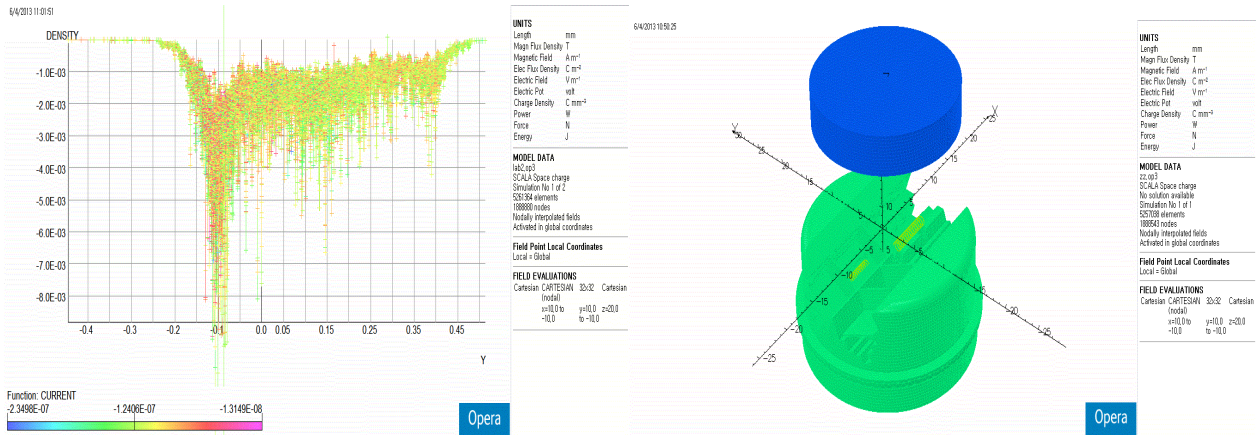 6/4/2013 11:01:51
DENSITY
-1.0E-03
-2.0E-03
-3.0E-03
-4.0E-03
-5.0E-03
-6.0E-03
-7.0E-03
-8.0E-03
-0.4 -0.3 -0.2 -0.1 0.0 0.05 0.15 0.25 0.35 0.45
Y
Function: CURRENT
-2.3498E-07 -1.2406E-07 -1.3149E-08
Opera
UNITS
Length mm
Magn Flux Density T
Magnetic Field A m⁻¹
Elec Flux Density C m⁻²
Electric Field V m⁻¹
Electric Pot volt
Charge Density C mm⁻³
Power W
Force N
Energy J
MODEL DATA
lab2.op3
SCALA Space charge
Simulation No 1 of 2
5261364 elements
1888880 nodes
Nodally interpolated fields
Activated in global coordinates
Field Point Local Coordinates
Local = Global
FIELD EVALUATIONS
Cartesian CARTESIAN 32x32 Cartesian
(nodal)
x=10.0 to y=10.0 z=20.0
-10.0 to -10.0
6/4/2013 10:50:25
Y
X
25
20
15
10
5
-5
-10
-15
-20
-25
Opera
UNITS
Length mm
Magn Flux Density T
Magnetic Field A m⁻¹
Elec Flux Density C m⁻²
Electric Field V m⁻¹
Electric Pot volt
Charge Density C mm⁻³
Power W
Force N
Energy J
MODEL DATA
zz.op3
SCALA Space charge
No solution available
Simulation No 1 of 1
5257038 elements
1888543 nodes
Nodally interpolated fields
Activated in global coordinates
Field Point Local Coordinates
Local = Global
FIELD EVALUATIONS
Cartesian CARTESIAN 32x32 Cartesian
(nodal)
x=10.0 to y=10.0 z=20.0
-10.0 to -10.0